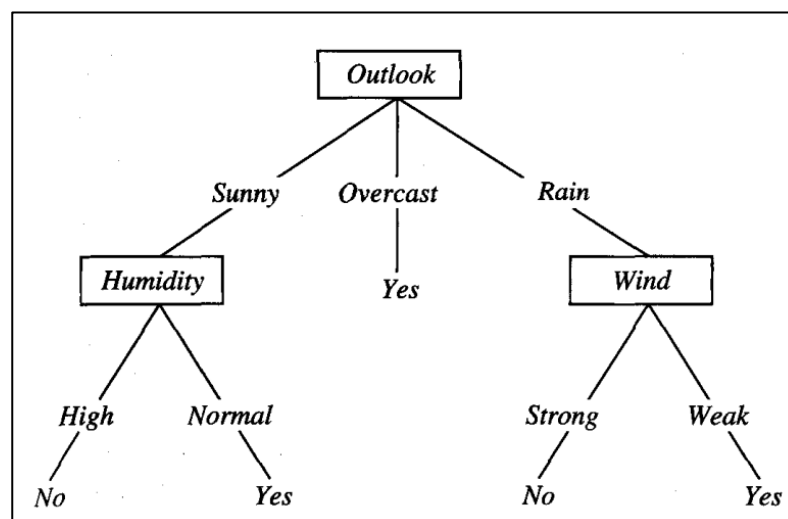 Outlook
Sunny Overcast Rain
Humidity Yes Wind
High Normal Strong Weak
No Yes No Yes